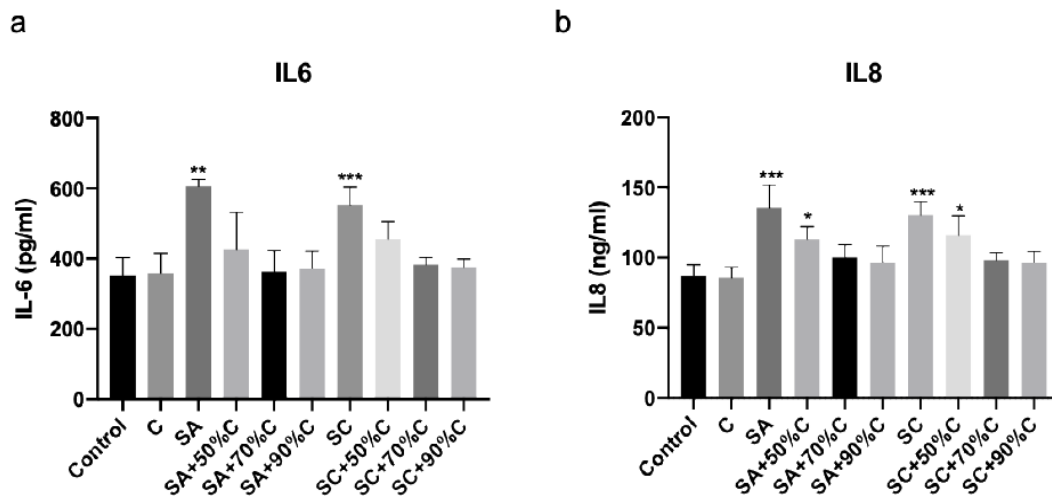 a
IL6
IL-6 (pg/ml)
800
600
400
200
0
**
***
Control
C
SA
SA+50%C
SA+70%C
SA+90%C
SC
SC+50%C
SC+70%C
SC+90%C
b
IL8
IL8 (ng/ml)
200
150
100
50
0
***
*
***
*
Control
C
SA
SA+50%C
SA+70%C
SA+90%C
SC
SC+50%C
SC+70%C
SC+90%C